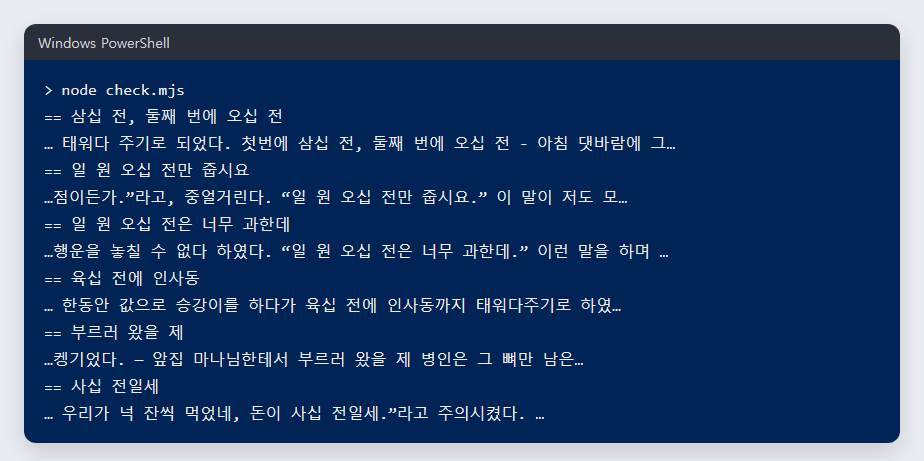 Windows PowerShell
> node check.mjs
== 삼십 전, 둘째 번에 오십 전
… 태워다 주기로 되었다. 첫번에 삼십 전, 둘째 번에 오십 전 - 아침 댓바람에 그…
== 일 원 오십 전만 줍시요
…점이든가.”라고, 중얼거린다. “일 원 오십 전만 줍시요.” 이 말이 저도 모…
== 일 원 오십 전은 너무 과한데
…행운을 놓칠 수 없다 하였다. “일 원 오십 전은 너무 과한데.” 이런 말을 하며 …
== 육십 전에 인사동
… 한동안 값으로 승강이를 하다가 육십 전에 인사동까지 태워다주기로 하였…
== 부르러 왔을 제
…켕기었다. — 앞집 마나님한테서 부르러 왔을 제 병인은 그 뼈만 남은…
== 사십 전일세
… 우리가 넉 잔씩 먹었네, 돈이 사십 전일세.”라고 주의시켰다. …